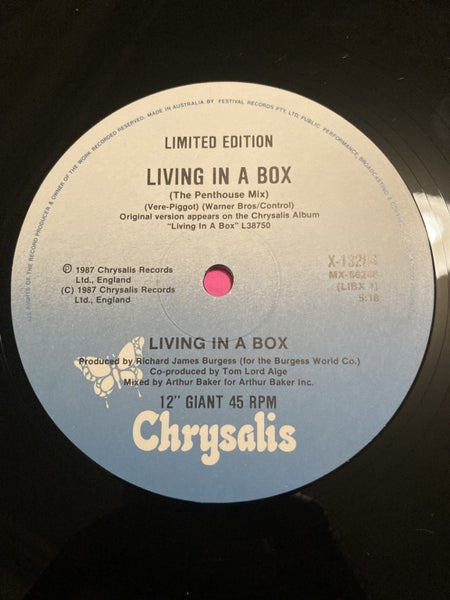 ALL RIGHTS OF THE RECORD PRODUCER & OWNER OF THE WORK RECORDED RESERVED. MADE IN AUSTRALIA BY FESTIVAL RECORDS PTY. LTD. PUBLIC PERFORMANCE, BROADCASTING &
LIMITED EDITION
LIVING IN A BOX
(The Penthouse Mix)
(Vere-Piggot) (Warner Bros/Control)
Original version appears on the Chrysalis Album
"Living In A Box" L38750
℗ 1987 Chrysalis Records
Ltd., England
(C) 1987 Chrysalis Records
Ltd., England
(LIBX 1)
5:18
LIVING IN A BOX
Produced by Richard James Burgess (for the Burgess World Co.)
Co-produced by Tom Lord Alge
Mixed by Arthur Baker for Arthur Baker Inc.
12" GIANT 45 RPM
Chrysalis